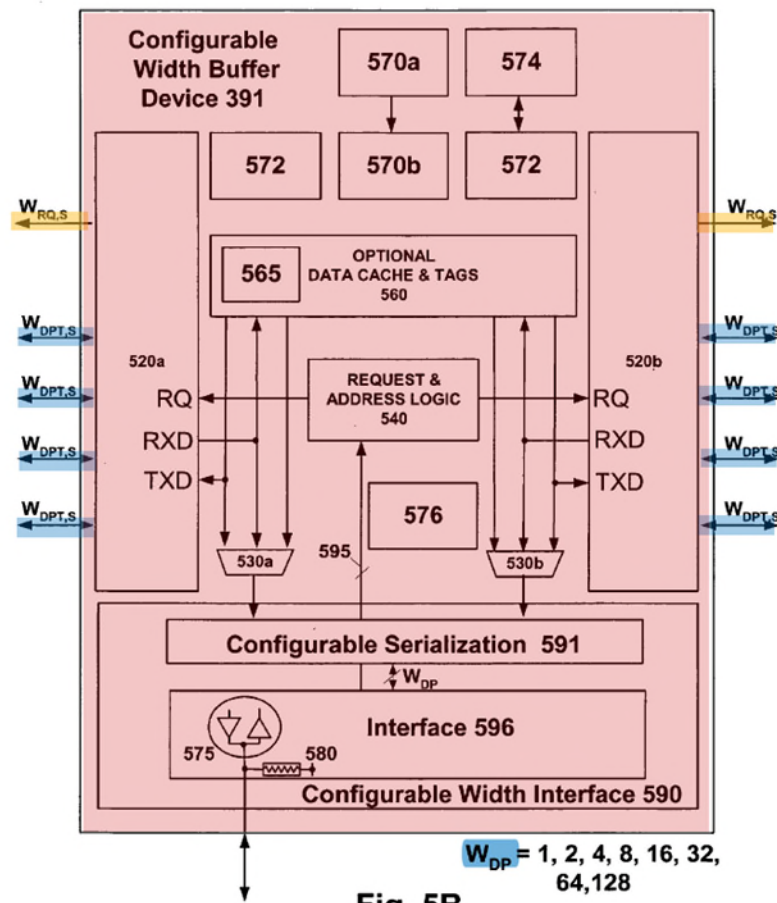 Configurable
Width Buffer
Device 391
570a
574
572
570b
572
W_RQ,S
W_RQ,S
565
OPTIONAL
DATA CACHE & TAGS
560
W_DPT,S
W_DPT,S
520a
520b
W_DPT,S
W_DPT,S
REQUEST &
ADDRESS LOGIC
540
RQ
RQ
RXD
RXD
W_DPT,S
W_DPT,S
TXD
TXD
576
W_DPT,S
W_DPT,S
595
530a
530b
Configurable Serialization 591
W_DP
Interface 596
575
580
Configurable Width Interface 590
W_DP = 1, 2, 4, 8, 16, 32,
64,128
Fig. 5B